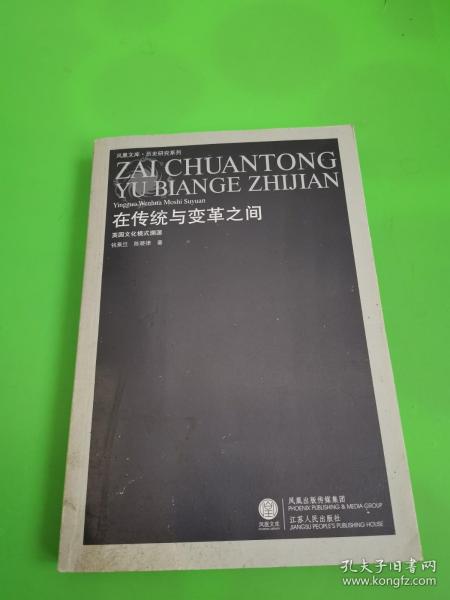 凤凰文库·历史研究系列
ZAI CHUANTONG
YU BIANGE ZHIJIAN
Yingguo Wenhua Moshi Suyuan
在传统与变革之间
英国文化模式溯源
钱乘旦 陈晓律 著
凤凰文库
凤凰出版传媒集团
PHOENIX PUBLISHING & MEDIA GROUP
江苏人民出版社
JIANGSU PEOPLE'S PUBLISHING HOUSE
孔夫子旧书网
www.kongfz.com